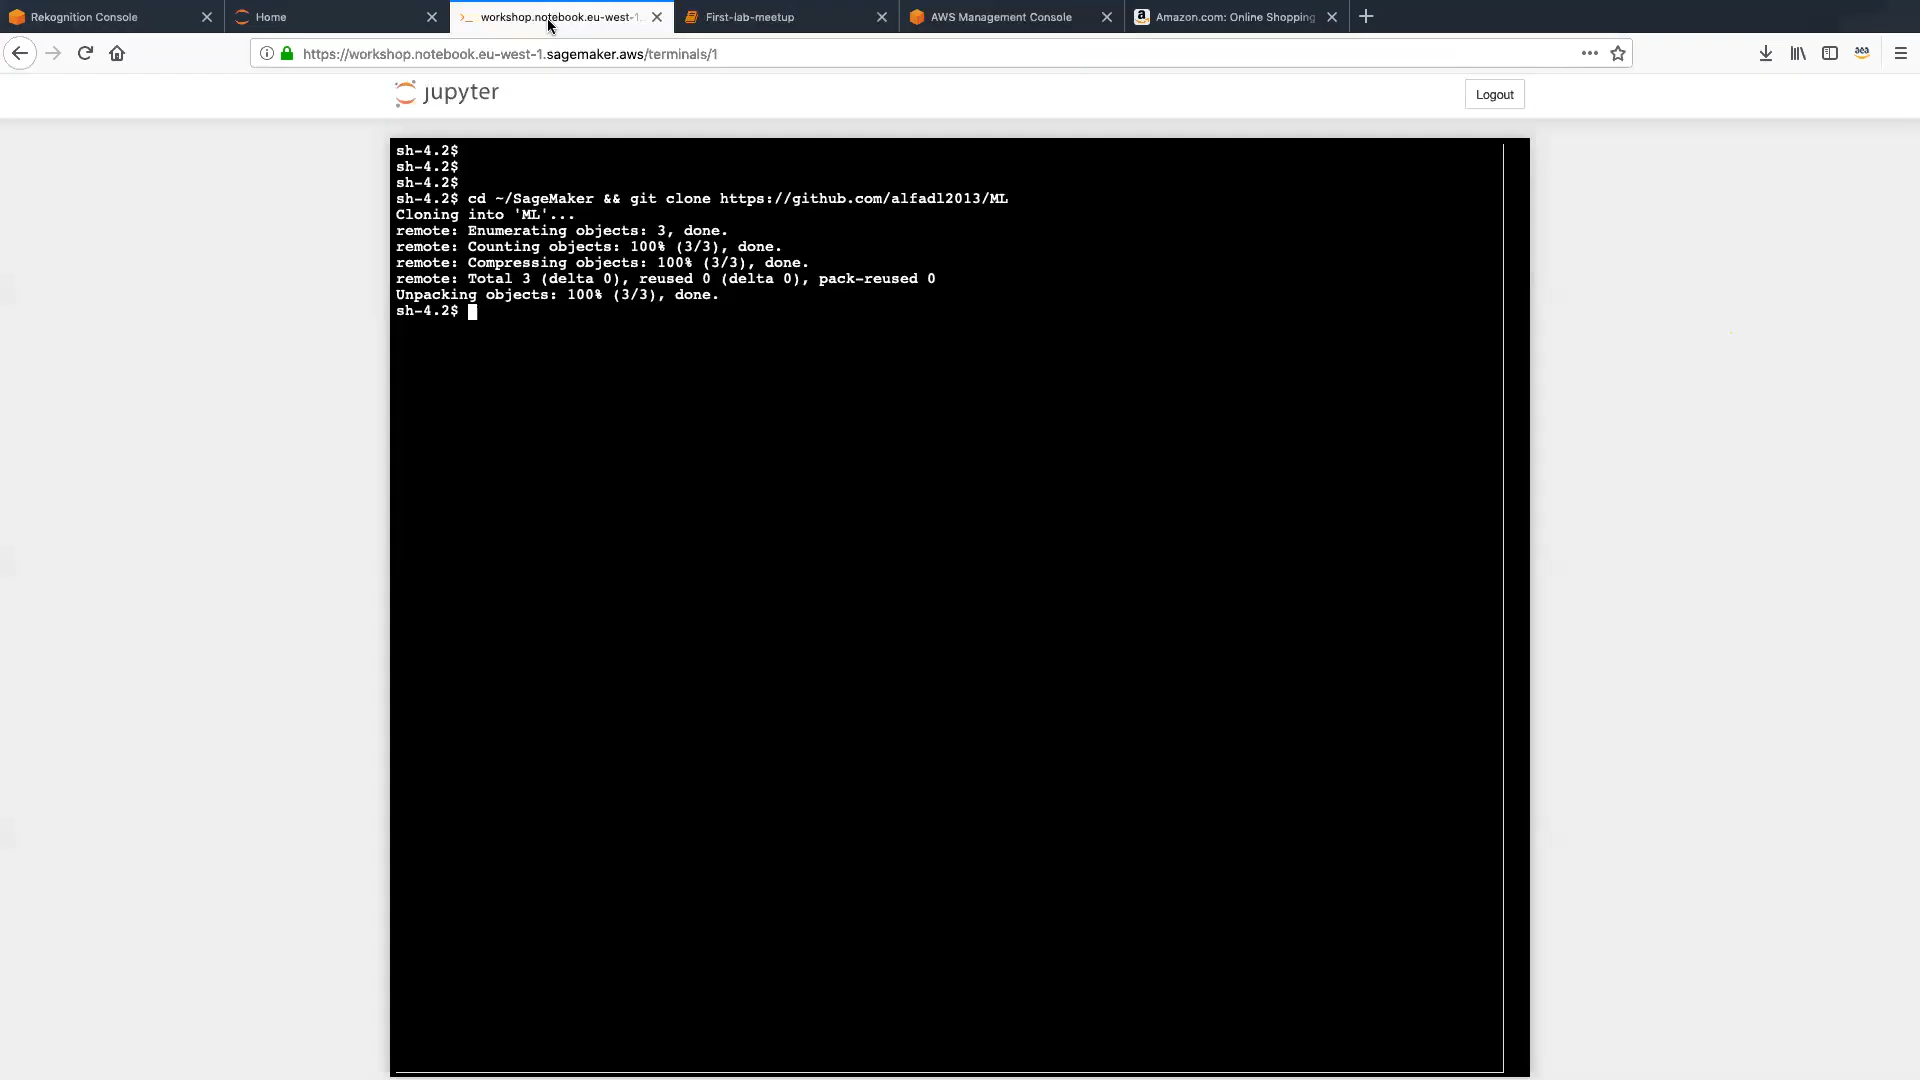 Rekognition Console
Home
workshop.notebook.eu-west-1.
First-lab-meetup
AWS Management Console
Amazon.com: Online Shopping
https://workshop.notebook.eu-west-1.sagemaker.aws/terminals/1
jupyter
Logout
sh-4.2$
sh-4.2$
sh-4.2$
sh-4.2$ cd ~/SageMaker && git clone https://github.com/alfadl2013/ML
Cloning into 'ML'...
remote: Enumerating objects: 3, done.
remote: Counting objects: 100% (3/3), done.
remote: Compressing objects: 100% (3/3), done.
remote: Total 3 (delta 0), reused 0 (delta 0), pack-reused 0
Unpacking objects: 100% (3/3), done.
sh-4.2$